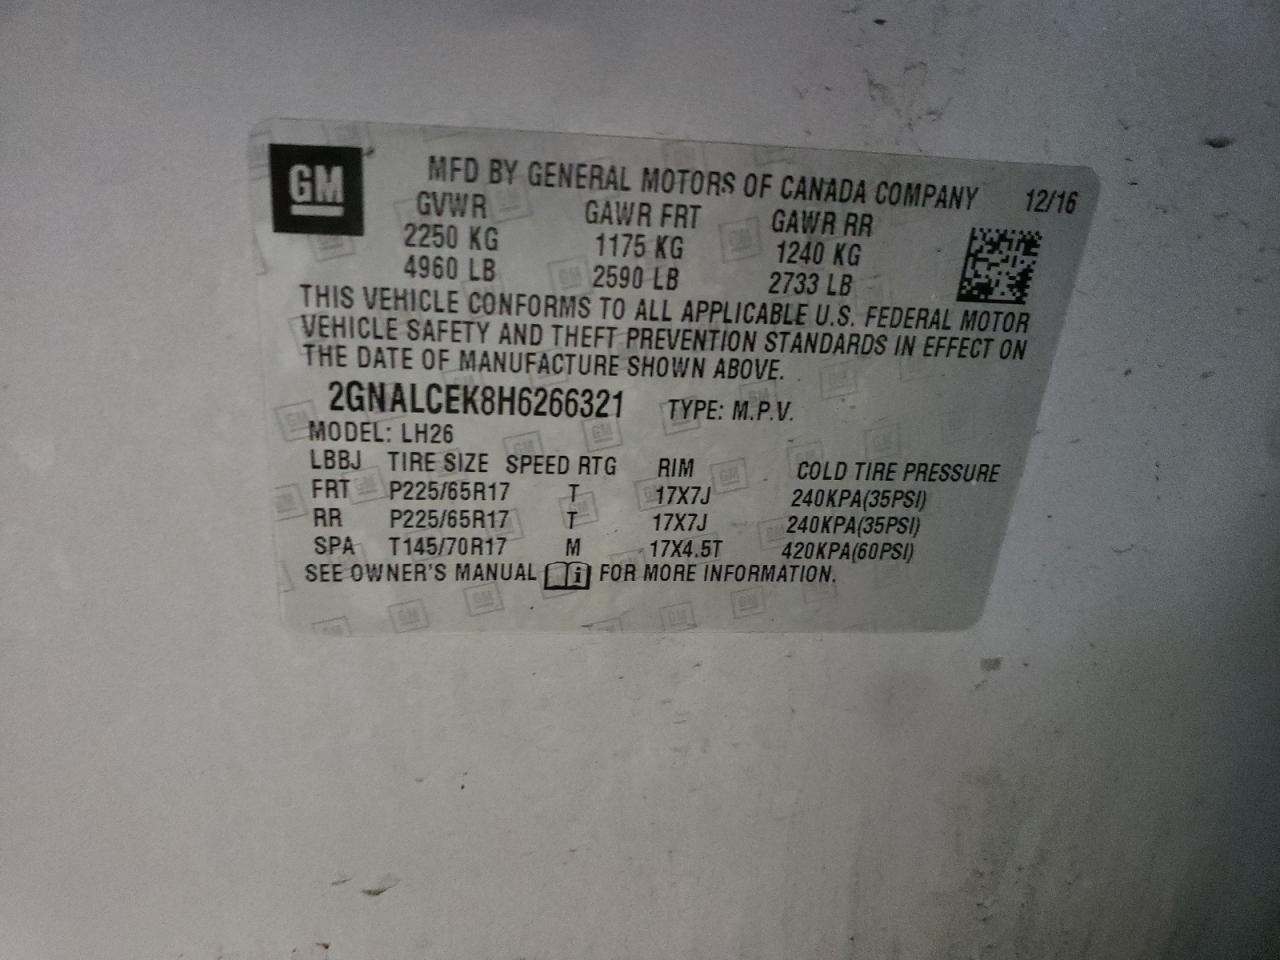 GM
MFD BY GENERAL MOTORS OF CANADA COMPANY 12/16
GVWR GAWR FRT GAWR RR
2250 KG 1175 KG 1240 KG
4960 LB 2590 LB 2733 LB
THIS VEHICLE CONFORMS TO ALL APPLICABLE U.S. FEDERAL MOTOR
VEHICLE SAFETY AND THEFT PREVENTION STANDARDS IN EFFECT ON
THE DATE OF MANUFACTURE SHOWN ABOVE.
2GNALCEK8H6266321 TYPE: M.P.V.
MODEL: LH26
LBBJ TIRE SIZE SPEED RTG RIM COLD TIRE PRESSURE
FRT P225/65R17 T 17X7J 240KPA(35PSI)
RR P225/65R17 T 17X7J 240KPA(35PSI)
SPA T145/70R17 M 17X4.5T 420KPA(60PSI)
SEE OWNER'S MANUAL i FOR MORE INFORMATION.